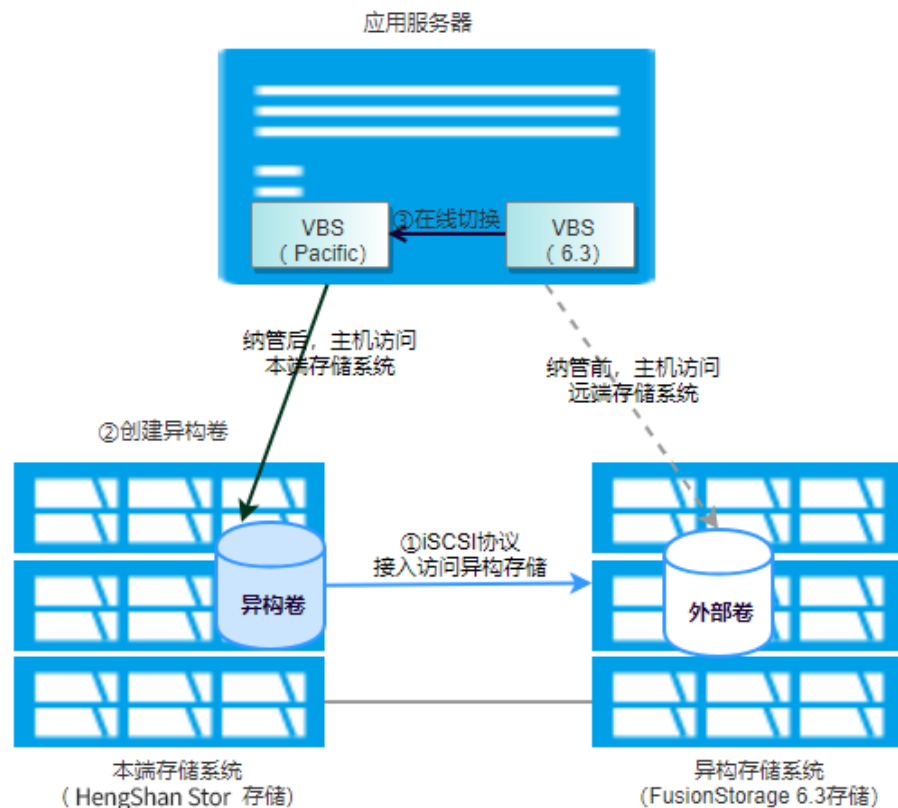 应用服务器
③在线切换
VBS
（ Pacific）
VBS
（ 6.3）
纳管后，主机访问
本端存储系统
纳管前，主机访问
远端存储系统
②创建异构卷
①iSCSI协议
接入访问异构存储
异构卷
外部卷
本端存储系统
（ HengShan Stor 存储）
异构存储系统
（FusionStorage 6.3存储）